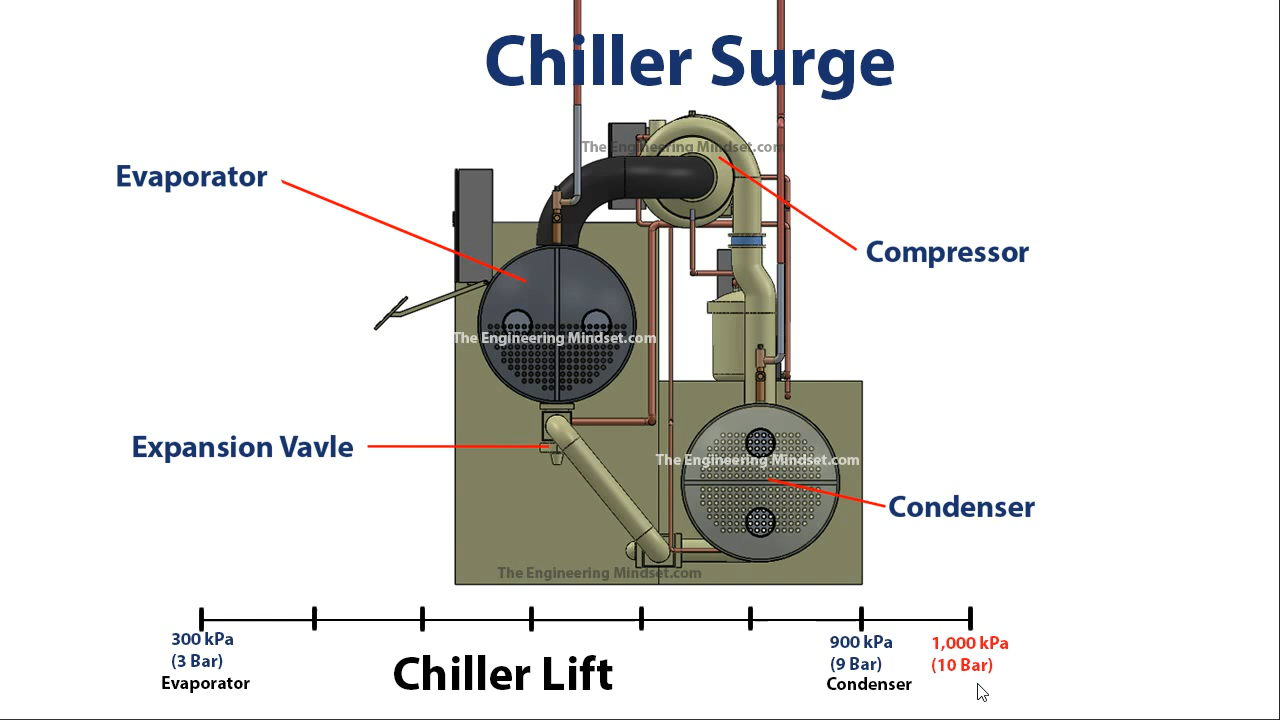 Chiller Surge
The Engineering Mindset.com
Evaporator
Compressor
The Engineering Mindset.com
Expansion Vavle
The Engineering Mindset.com
Condenser
The Engineering Mindset.com
300 kPa
(3 Bar)
Evaporator
Chiller Lift
900 kPa
(9 Bar)
Condenser
1,000 kPa
(10 Bar)